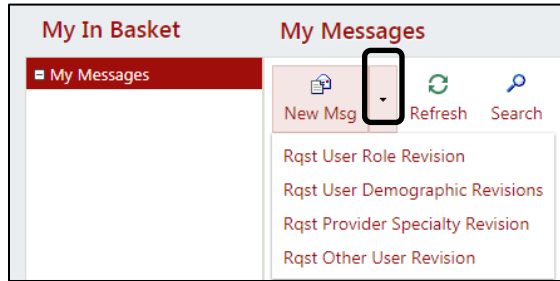 My In Basket
My Messages
My Messages
New Msg Refresh Search
Rqst User Role Revision
Rqst User Demographic Revisions
Rqst Provider Specialty Revision
Rqst Other User Revision